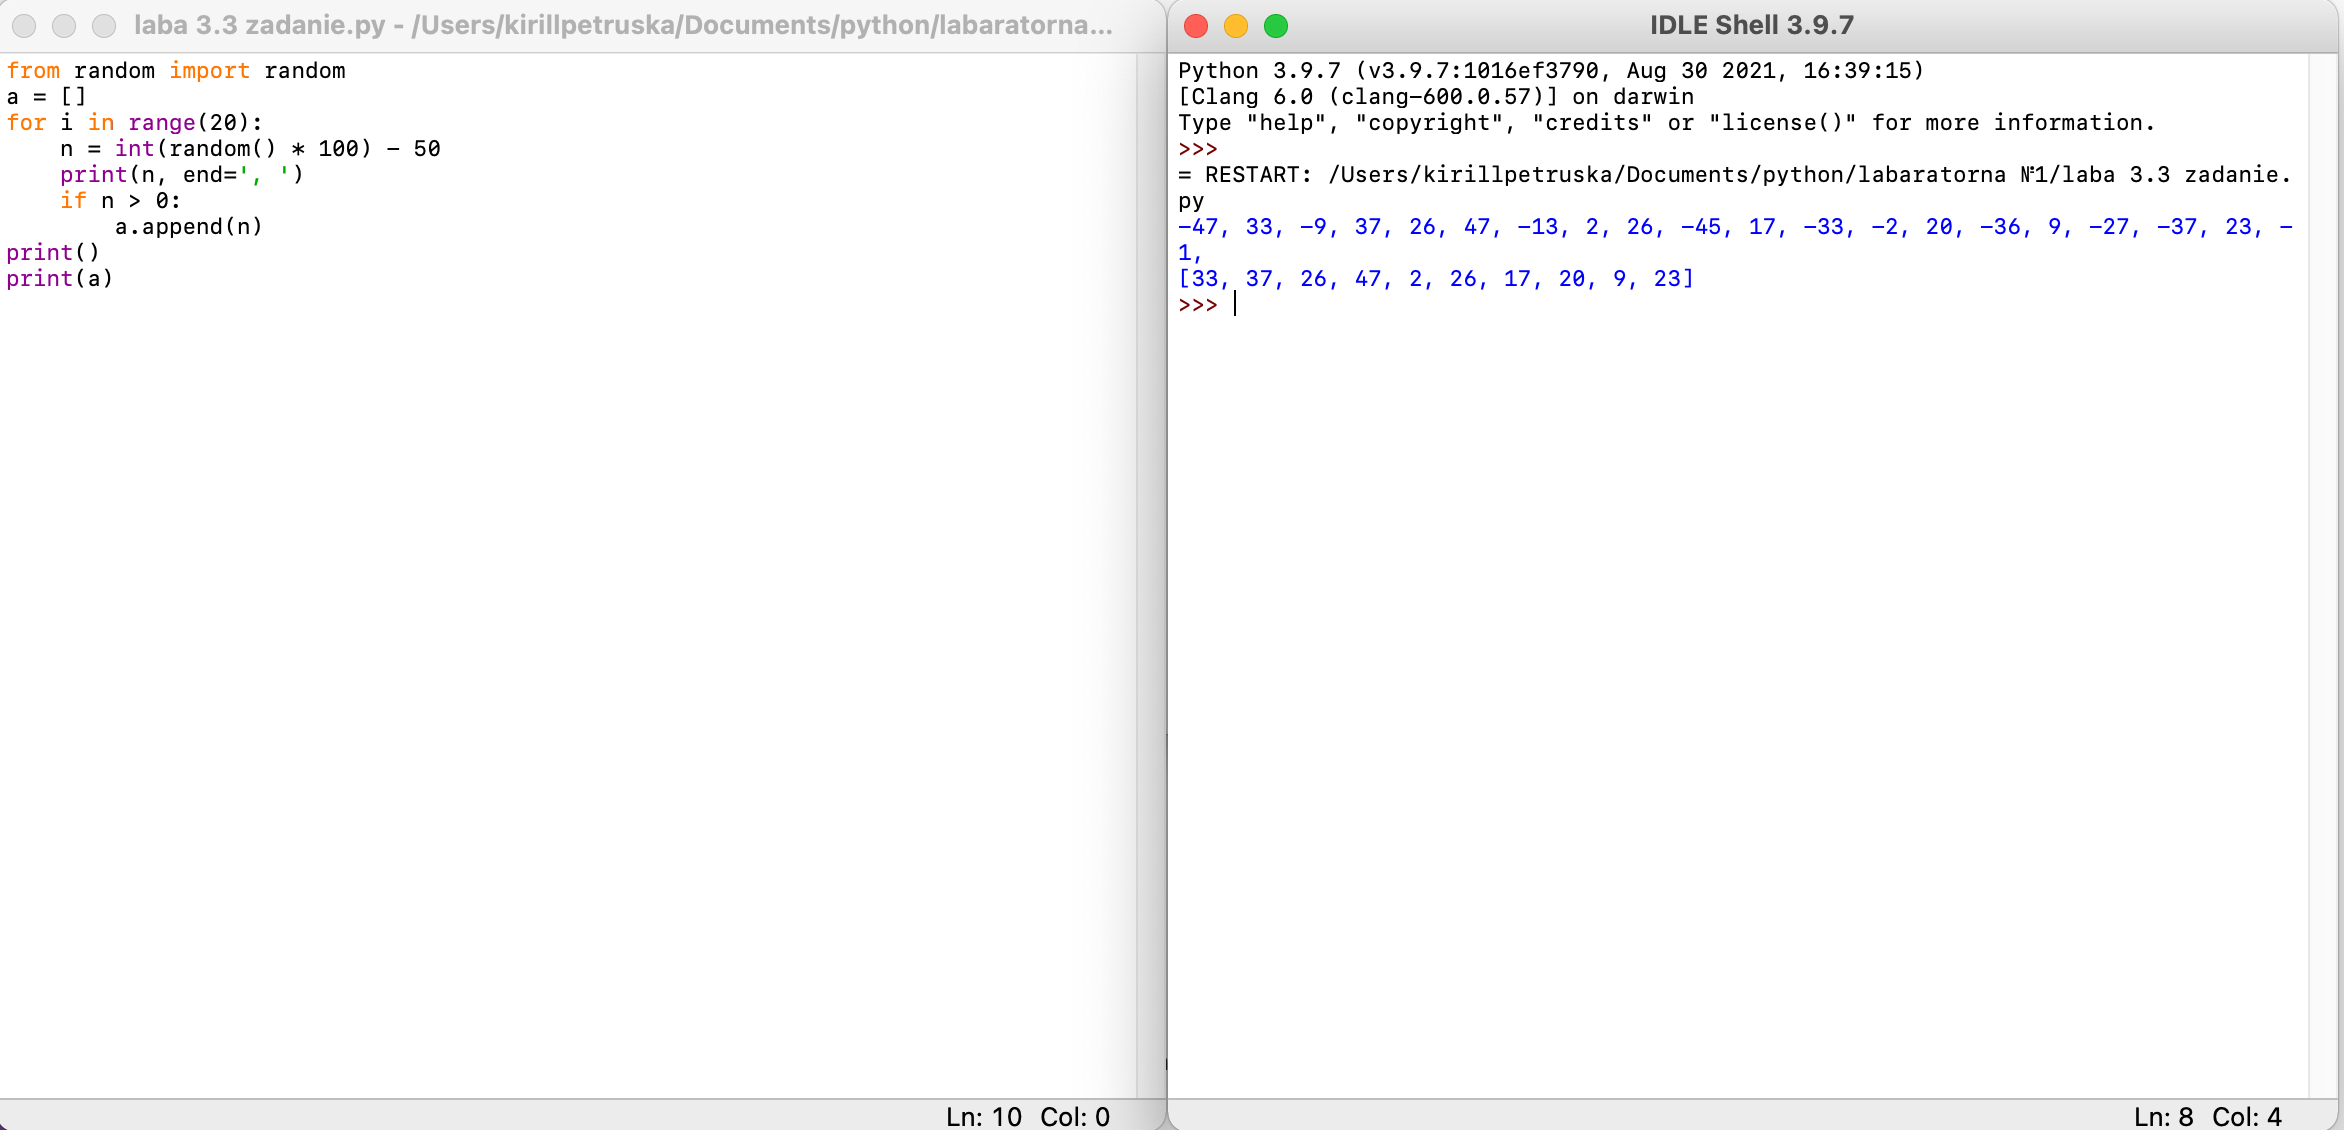 laba 3.3 zadanie.py - /Users/kirillpetruska/Documents/python/labaratorna...
from random import random
a = []
for i in range(20):
    n = int(random() * 100) - 50
    print(n, end=', ')
    if n > 0:
        a.append(n)
print()
print(a)
Ln: 10 Col: 0
IDLE Shell 3.9.7
Python 3.9.7 (v3.9.7:1016ef3790, Aug 30 2021, 16:39:15)
[Clang 6.0 (clang-600.0.57)] on darwin
Type "help", "copyright", "credits" or "license()" for more information.
>>>
= RESTART: /Users/kirillpetruska/Documents/python/labaratorna №1/laba 3.3 zadanie.
py
-47, 33, -9, 37, 26, 47, -13, 2, 26, -45, 17, -33, -2, 20, -36, 9, -27, -37, 23, -
1,
[33, 37, 26, 47, 2, 26, 17, 20, 9, 23]
>>>
Ln: 8 Col: 4